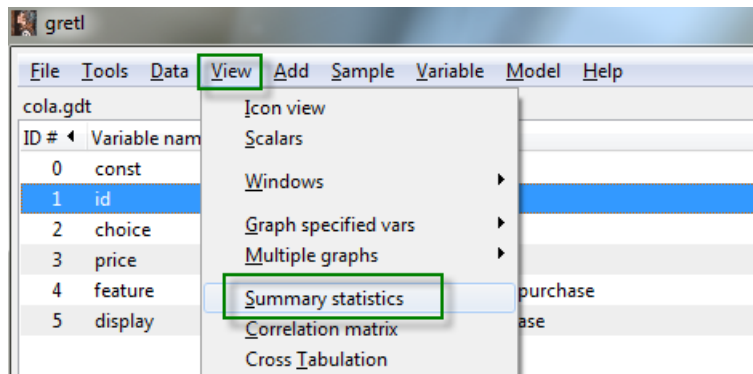 gretl
File Tools Data View Add Sample Variable Model Help
cola.gdt
ID # Variable nam
0 const
1 id
2 choice
3 price
4 feature
5 display
Icon view
Scalars
Windows
Graph specified vars
Multiple graphs
Summary statistics
Correlation matrix
Cross Tabulation
purchase
ase